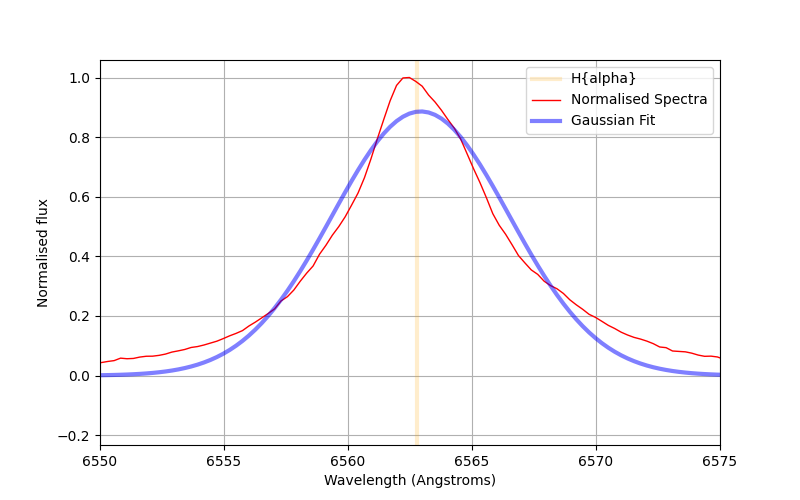 H{alpha}
Normalised Spectra
Gaussian Fit
1.0
0.8
0.6
0.4
0.2
0.0
−0.2
Normalised flux
6550 6555 6560 6565 6570 6575
Wavelength (Angstroms)